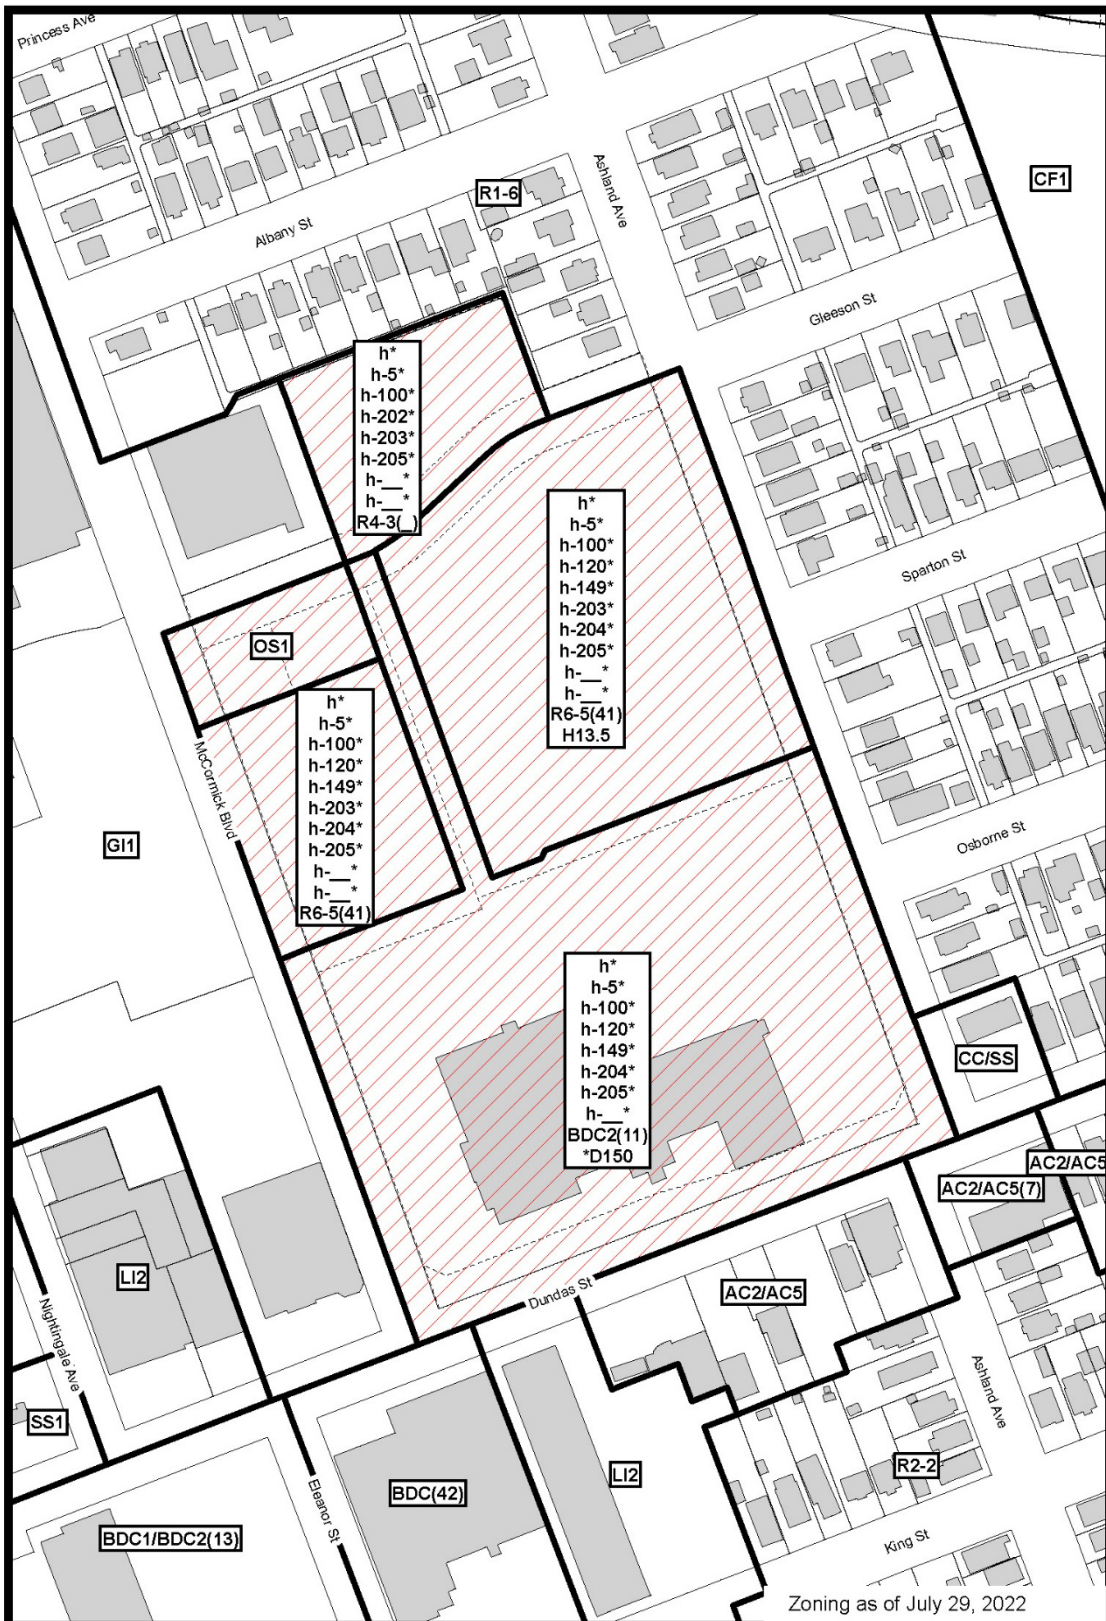 Princess Ave
Ashland Ave
R1-6
CF1
Albany St
Gleeson St
h*
h-5*
h-100*
h-202*
h-203*
h-205*
h-__*
h-__*
R4-3(_)
h*
h-5*
h-100*
h-120*
h-149*
h-203*
h-204*
h-205*
h-__*
h-__*
R6-5(41)
H13.5
Sparton St
OS1
h*
h-5*
h-100*
h-120*
h-149*
h-203*
h-204*
h-205*
h-__*
h-__*
R6-5(41)
McCormick Blvd
GI1
Osborne St
h*
h-5*
h-100*
h-120*
h-149*
h-204*
h-205*
h-__*
BDC2(11)
*D150
CC/SS
AC2/AC5
AC2/AC5(7)
LI2
Nightingale Ave
Dundas St
AC2/AC5
Ashland Ave
SS1
R2-2
LI2
BDC(42)
Eleanor St
BDC1/BDC2(13)
King St
Zoning as of July 29, 2022